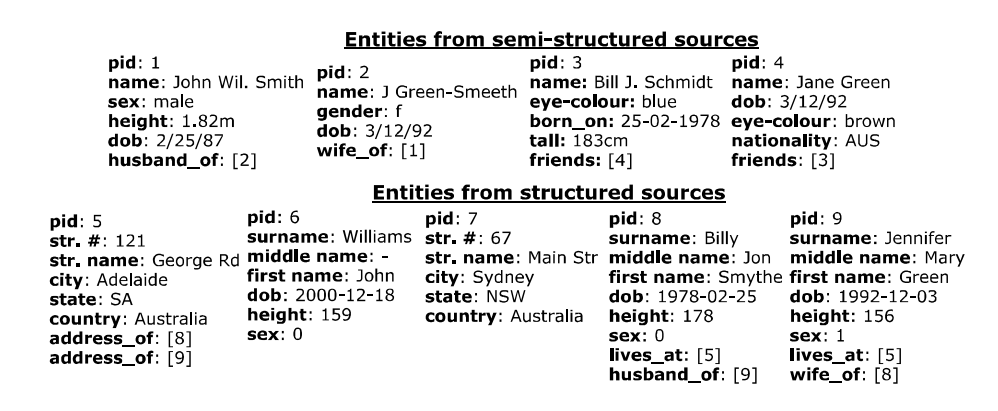 Entities from semi-structured sources
pid: 1
name: John Wil. Smith
sex: male
height: 1.82m
dob: 2/25/87
husband_of: [2]
pid: 2
name: J Green-Smeeth
gender: f
dob: 3/12/92
wife_of: [1]
pid: 3
name: Bill J. Schmidt
eye-colour: blue
born_on: 25-02-1978
tall: 183cm
friends: [4]
pid: 4
name: Jane Green
dob: 3/12/92
eye-colour: brown
nationality: AUS
friends: [3]
Entities from structured sources
pid: 5
str. #: 121
str. name: George Rd
city: Adelaide
state: SA
country: Australia
address_of: [8]
address_of: [9]
pid: 6
surname: Williams
middle name: -
first name: John
dob: 2000-12-18
height: 159
sex: 0
pid: 7
str. #: 67
str. name: Main Str
city: Sydney
state: NSW
country: Australia
pid: 8
surname: Billy
middle name: Jon
first name: Smythe
dob: 1978-02-25
height: 178
sex: 0
lives_at: [5]
husband_of: [9]
pid: 9
surname: Jennifer
middle name: Mary
first name: Green
dob: 1992-12-03
height: 156
sex: 1
lives_at: [5]
wife_of: [8]